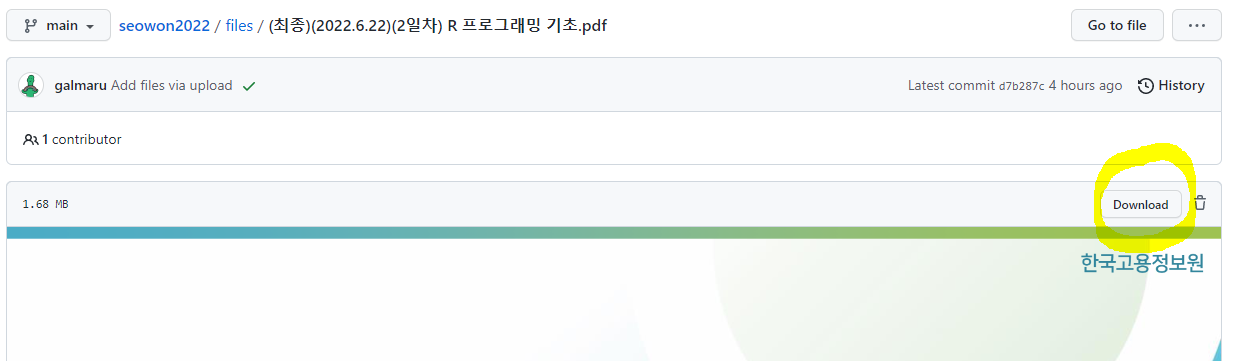 main seowon2022 / files / (최종)(2022.6.22)(2일차) R 프로그래밍 기초.pdf Go to file ...
galmaru Add files via upload Latest commit d7b287c 4 hours ago History
1 contributor
1.68 MB Download
한국고용정보원